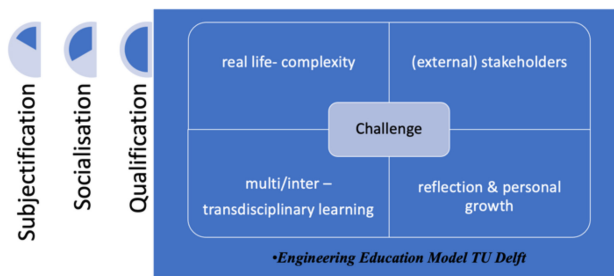 Subjectification
Socialisation
Qualification
real life- complexity
(external) stakeholders
Challenge
multi/inter –
transdisciplinary learning
reflection & personal
growth
•Engineering Education Model TU Delft